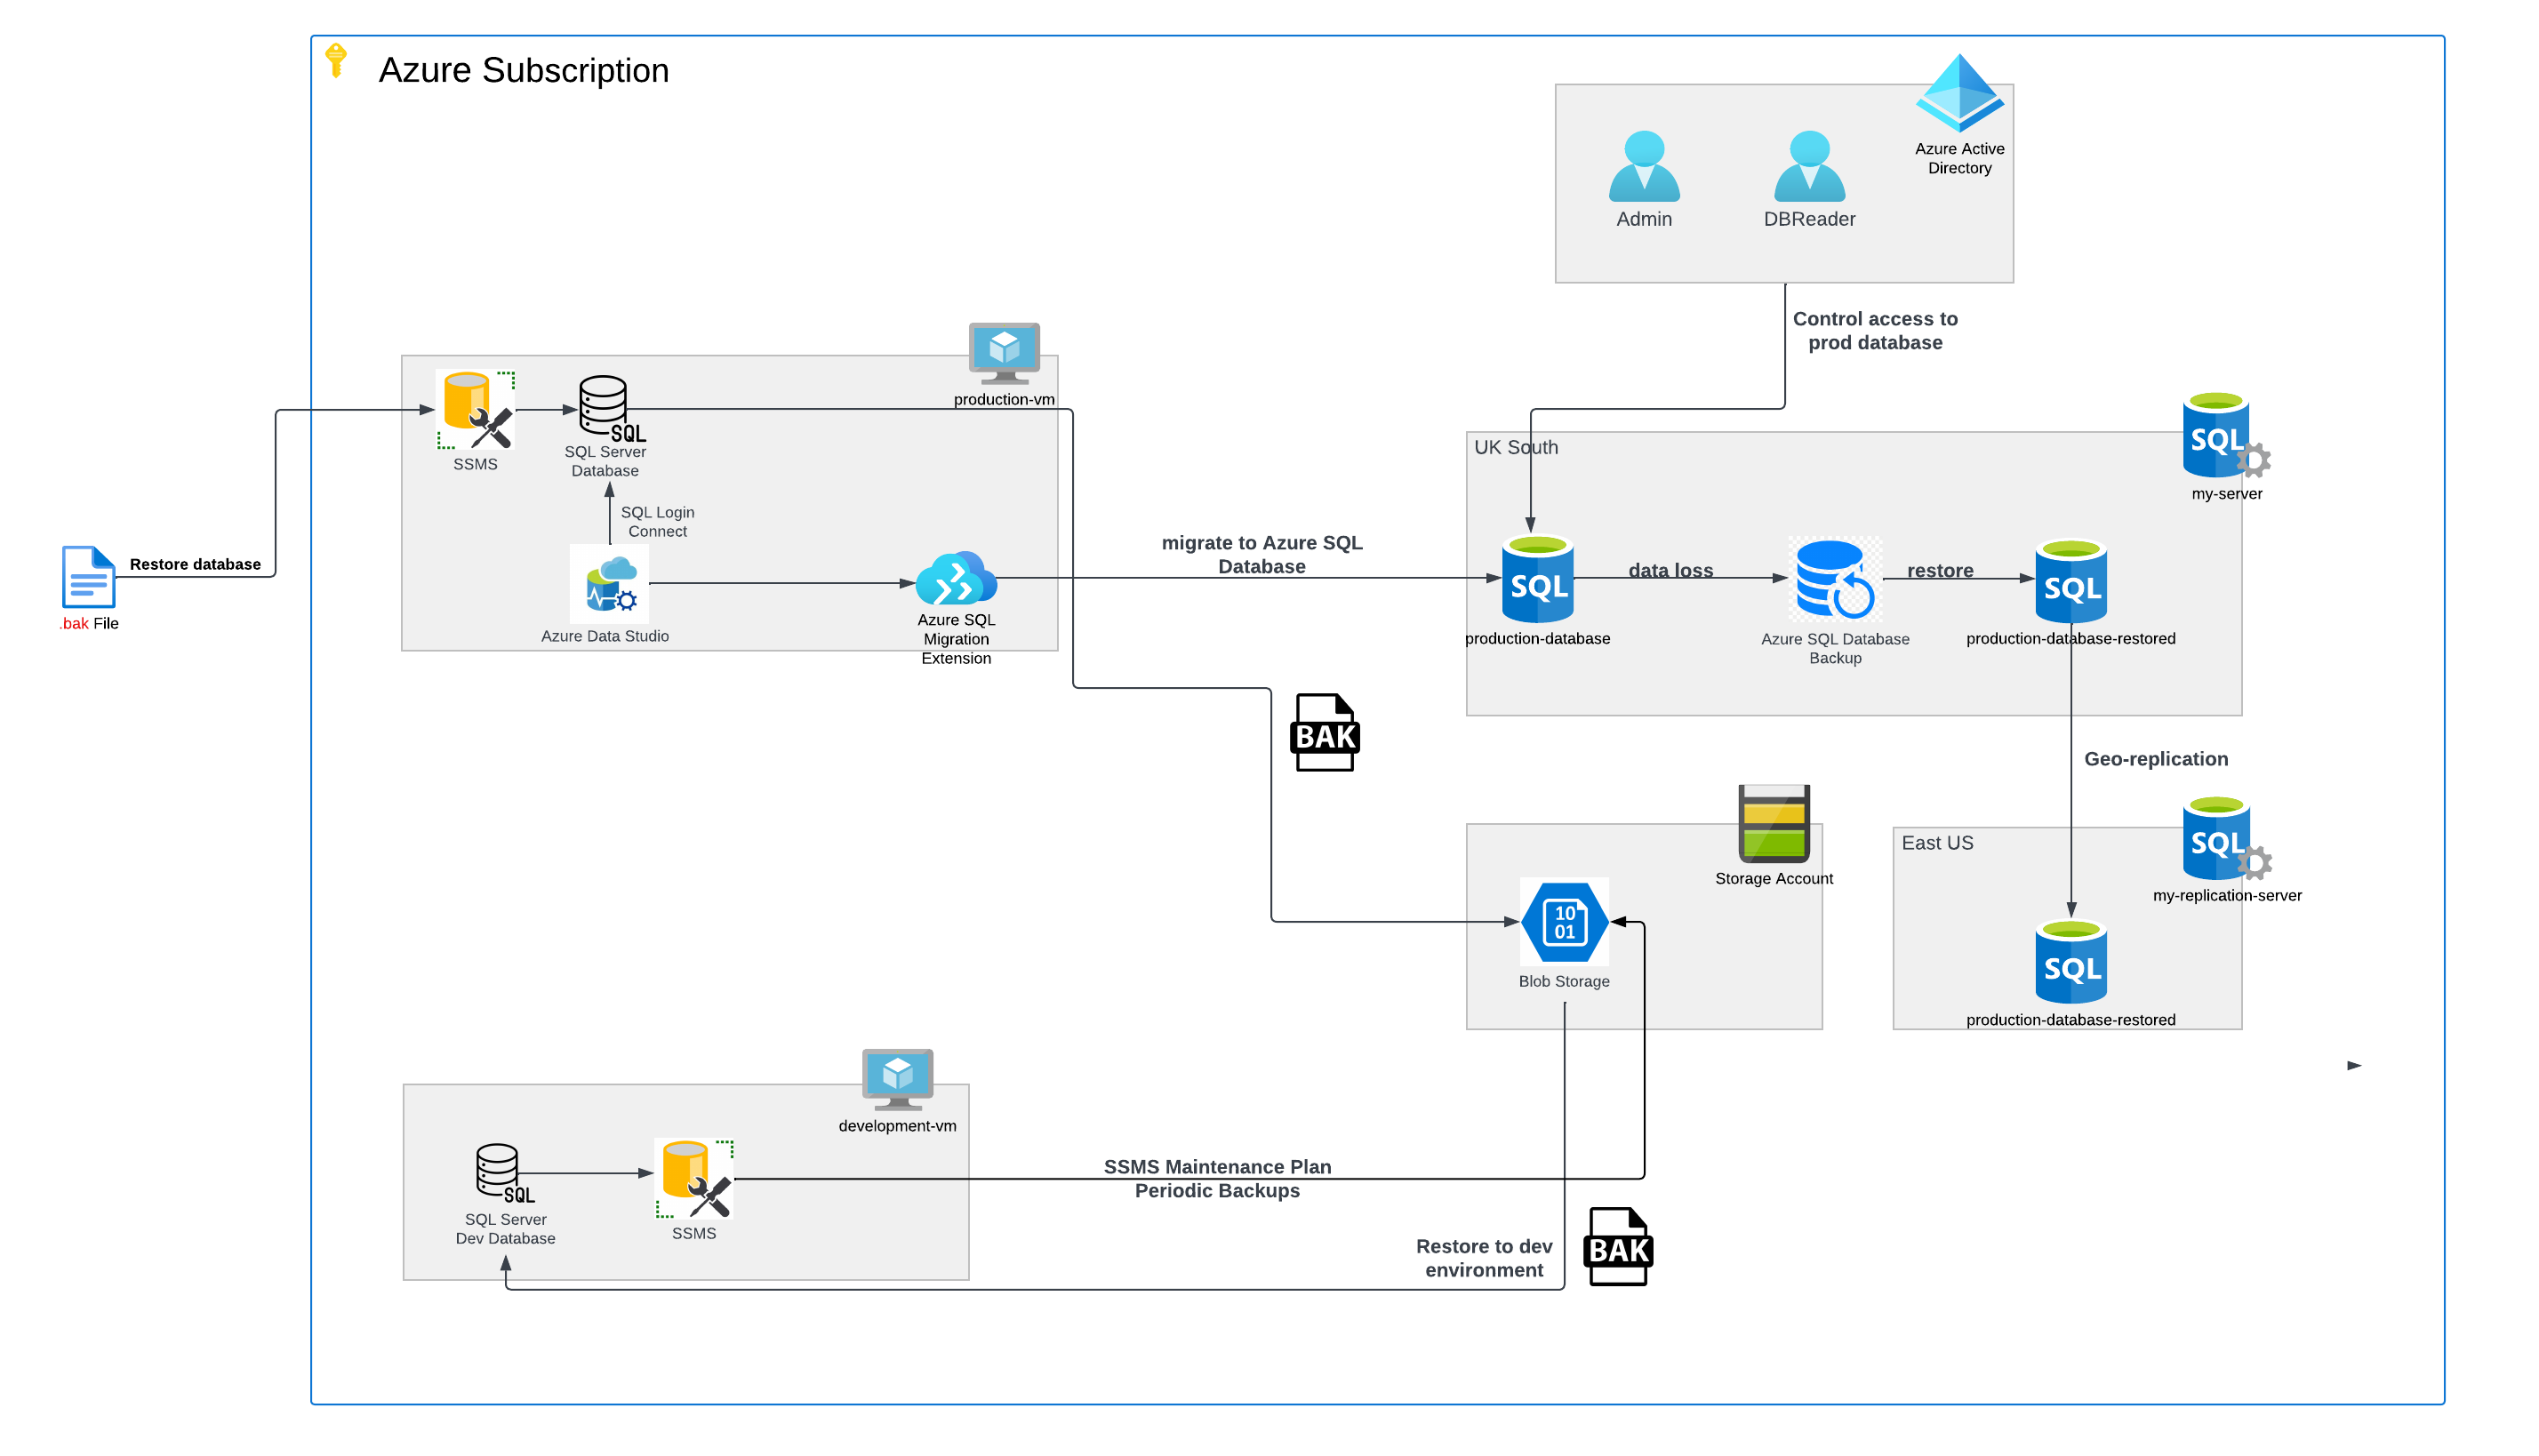 Azure Subscription
Azure Active
Directory
Admin
DBReader
Control access to
prod database
production-vm
SSMS
SQL
SQL Server
Database
SQL Login
Connect
Azure Data Studio
Azure SQL
Migration
Extension
Restore database
.bak File
migrate to Azure SQL
Database
UK South
SQL
my-server
SQL
production-database
data loss
Azure SQL Database
Backup
restore
SQL
production-database-restored
BAK
Geo-replication
Storage Account
10
01
Blob Storage
East US
SQL
my-replication-server
SQL
production-database-restored
development-vm
SQL
SQL Server
Dev Database
SSMS
SSMS Maintenance Plan
Periodic Backups
Restore to dev
environment
BAK